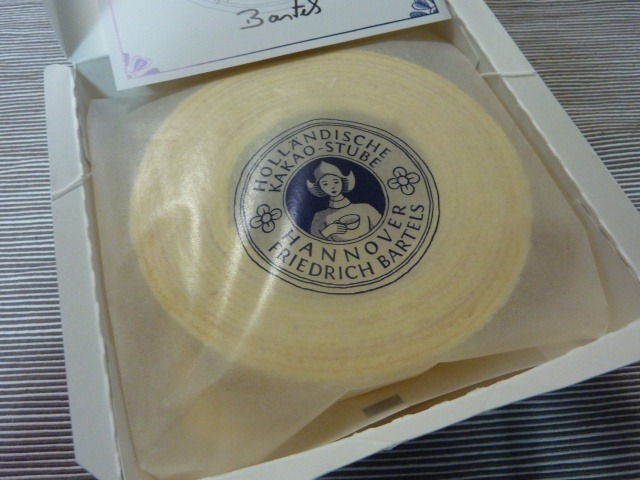 Bartels
HOLLÄNDISCHE
KAKAO-STUBE
HANNOVER
FRIEDRICH BARTELS